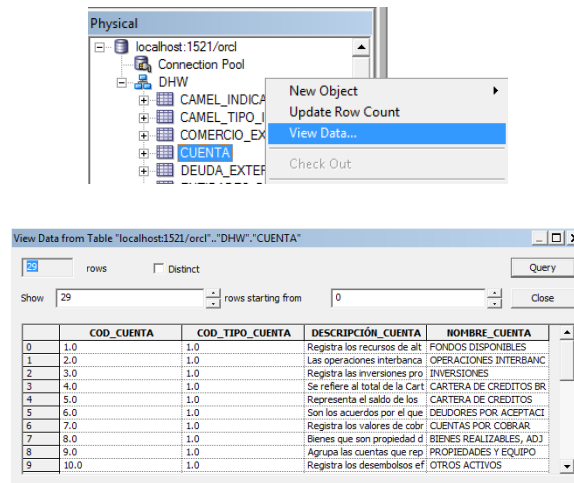 Physical
localhost:1521/orcl
Connection Pool
DHW
CAMEL_INDICA
CAMEL_TIPO_I
COMERCIO_EX
CUENTA
DEUDA_EXTER
New Object
Update Row Count
View Data...
Check Out
View Data from Table "localhost:1521/orcl".."DHW"."CUENTA"
29 rows Distinct Query
Show 29 rows starting from 0 Close
COD_CUENTA COD_TIPO_CUENTA DESCRIPCIÓN_CUENTA NOMBRE_CUENTA
0 1.0 1.0 Registra los recursos de alt FONDOS DISPONIBLES
1 2.0 1.0 Las operaciones interbanca OPERACIONES INTERBANC
2 3.0 1.0 Registra las inversiones pro INVERSIONES
3 4.0 1.0 Se refiere al total de la Cart CARTERA DE CREDITOS BR
4 5.0 1.0 Representa el saldo de los CARTERA DE CREDITOS
5 6.0 1.0 Son los acuerdos por el que DEUDORES POR ACEPTACI
6 7.0 1.0 Registra los valores de cobr CUENTAS POR COBRAR
7 8.0 1.0 Bienes que son propiedad d BIENES REALIZABLES, ADJ
8 9.0 1.0 Agrupa las cuentas que rep PROPIEDADES Y EQUIPO
9 10.0 1.0 Registra los desembolsos ef OTROS ACTIVOS